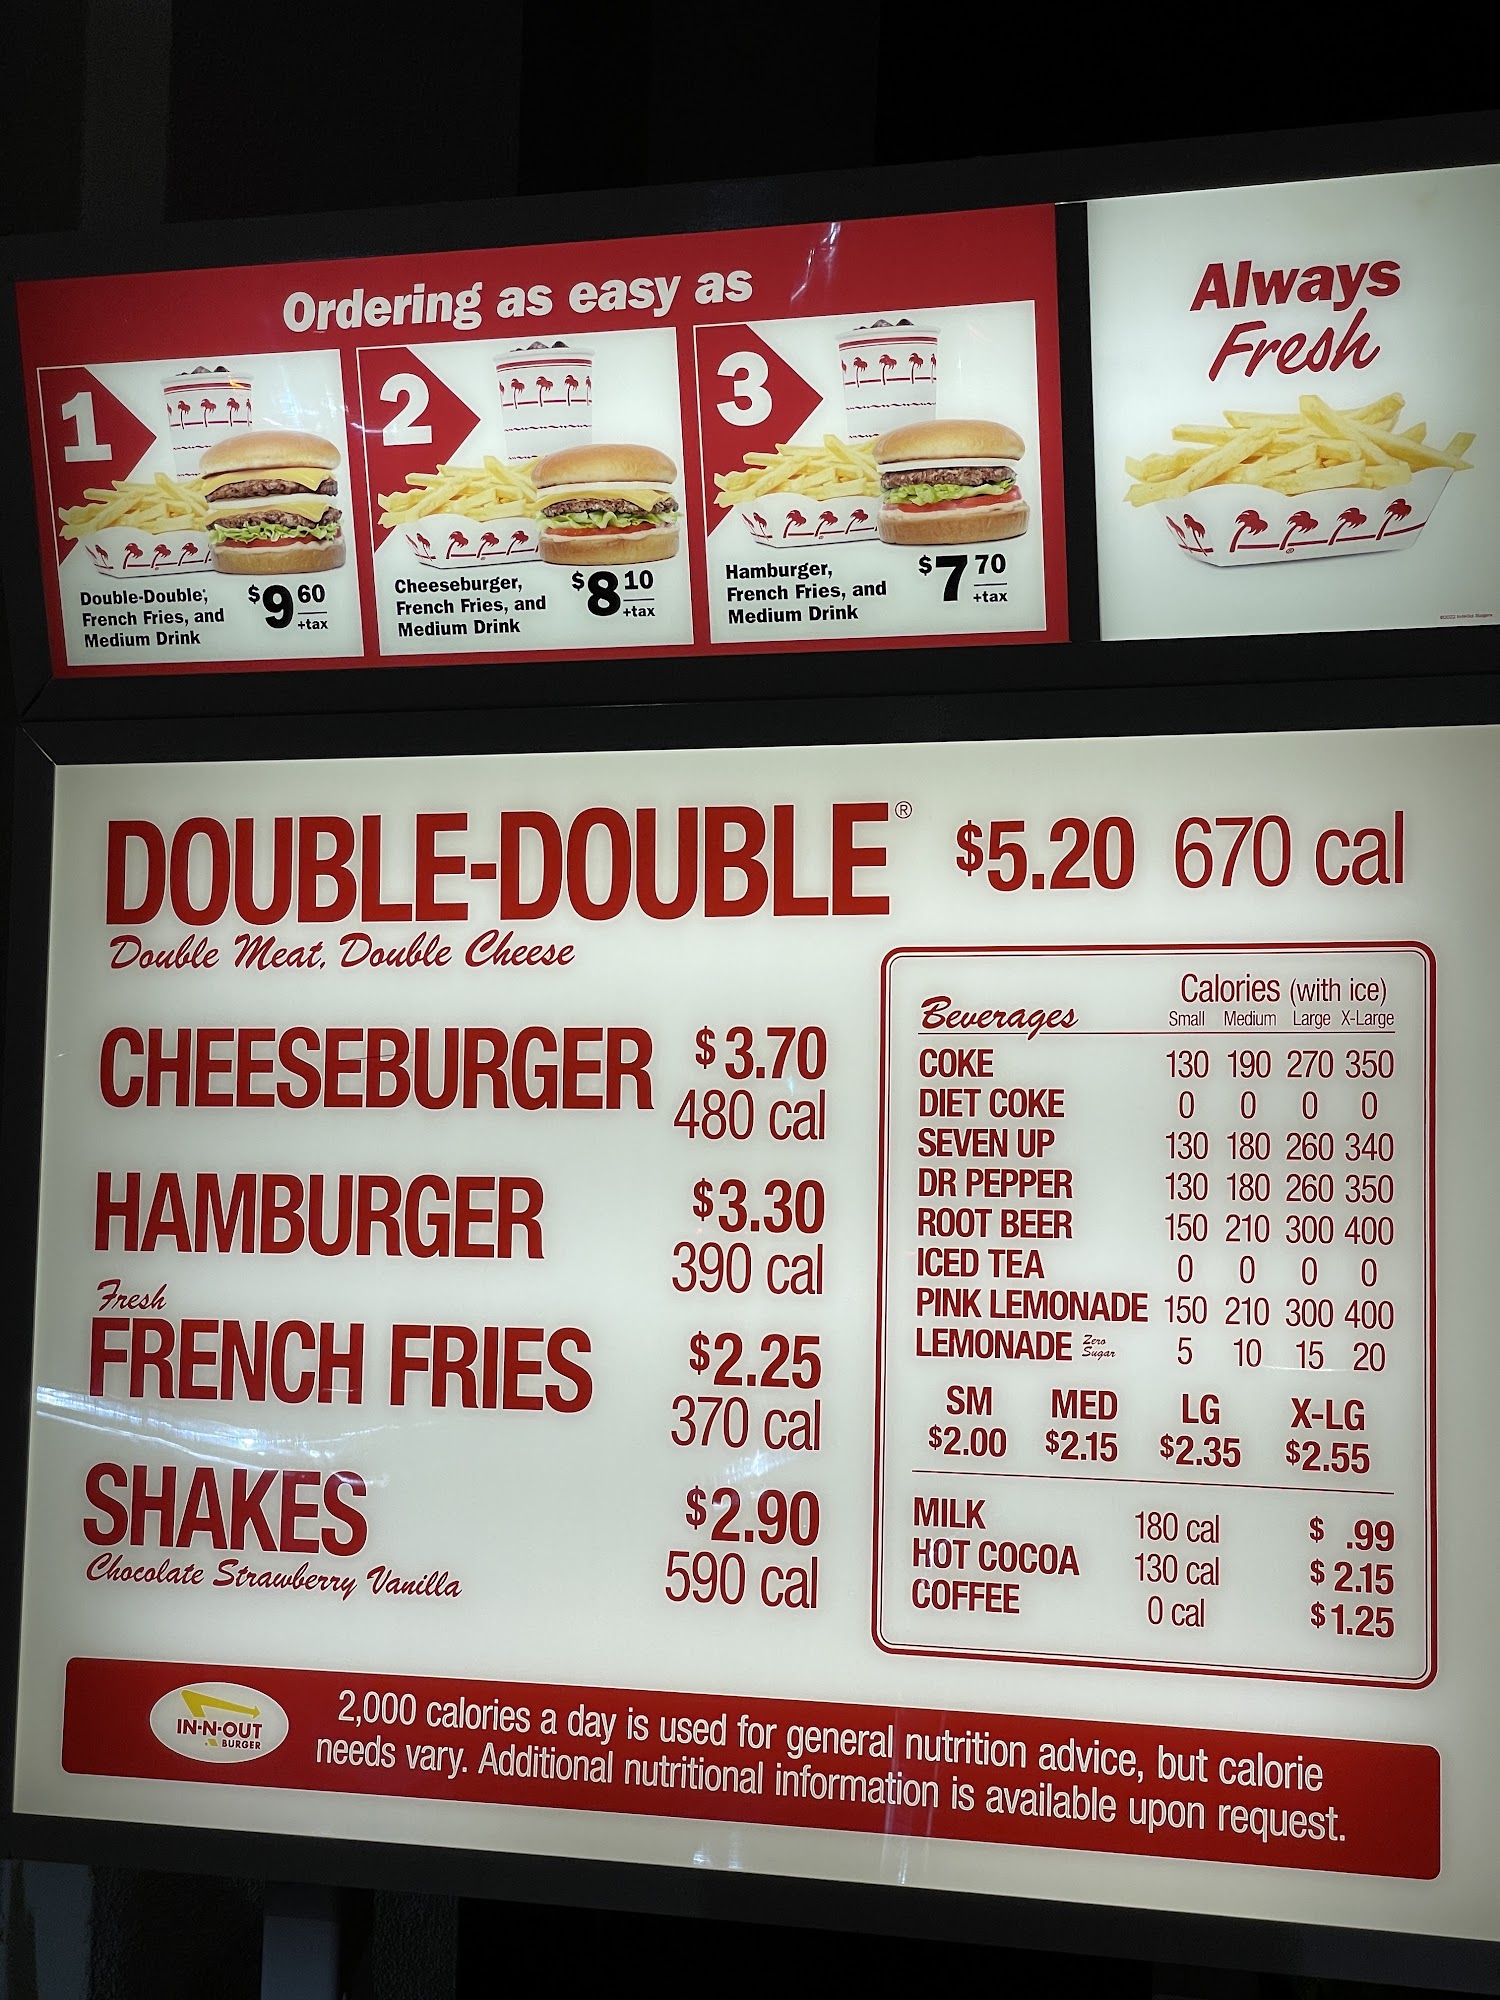 Ordering as easy as
1
Double-Double,
French Fries, and
Medium Drink
$9 60
+tax
2
Cheeseburger,
French Fries, and
Medium Drink
$8 10
+tax
3
Hamburger,
French Fries, and
Medium Drink
$7 70
+tax
Always
Fresh
DOUBLE-DOUBLE® $5.20 670 cal
Double Meat, Double Cheese
CHEESEBURGER $3.70
480 cal
HAMBURGER $3.30
390 cal
Fresh
FRENCH FRIES $2.25
370 cal
SHAKES $2.90
Chocolate Strawberry Vanilla 590 cal
Calories (with ice)
Beverages Small Medium Large X-Large
COKE 130 190 270 350
DIET COKE 0 0 0 0
SEVEN UP 130 180 260 340
DR PEPPER 130 180 260 350
ROOT BEER 150 210 300 400
ICED TEA 0 0 0 0
PINK LEMONADE 150 210 300 400
LEMONADE Zero Sugar 5 10 15 20
SM MED LG X-LG
$2.00 $2.15 $2.35 $2.55
MILK 180 cal $ .99
HOT COCOA 130 cal $ 2.15
COFFEE 0 cal $1.25
IN-N-OUT
BURGER
2,000 calories a day is used for general nutrition advice, but calorie
needs vary. Additional nutritional information is available upon request.